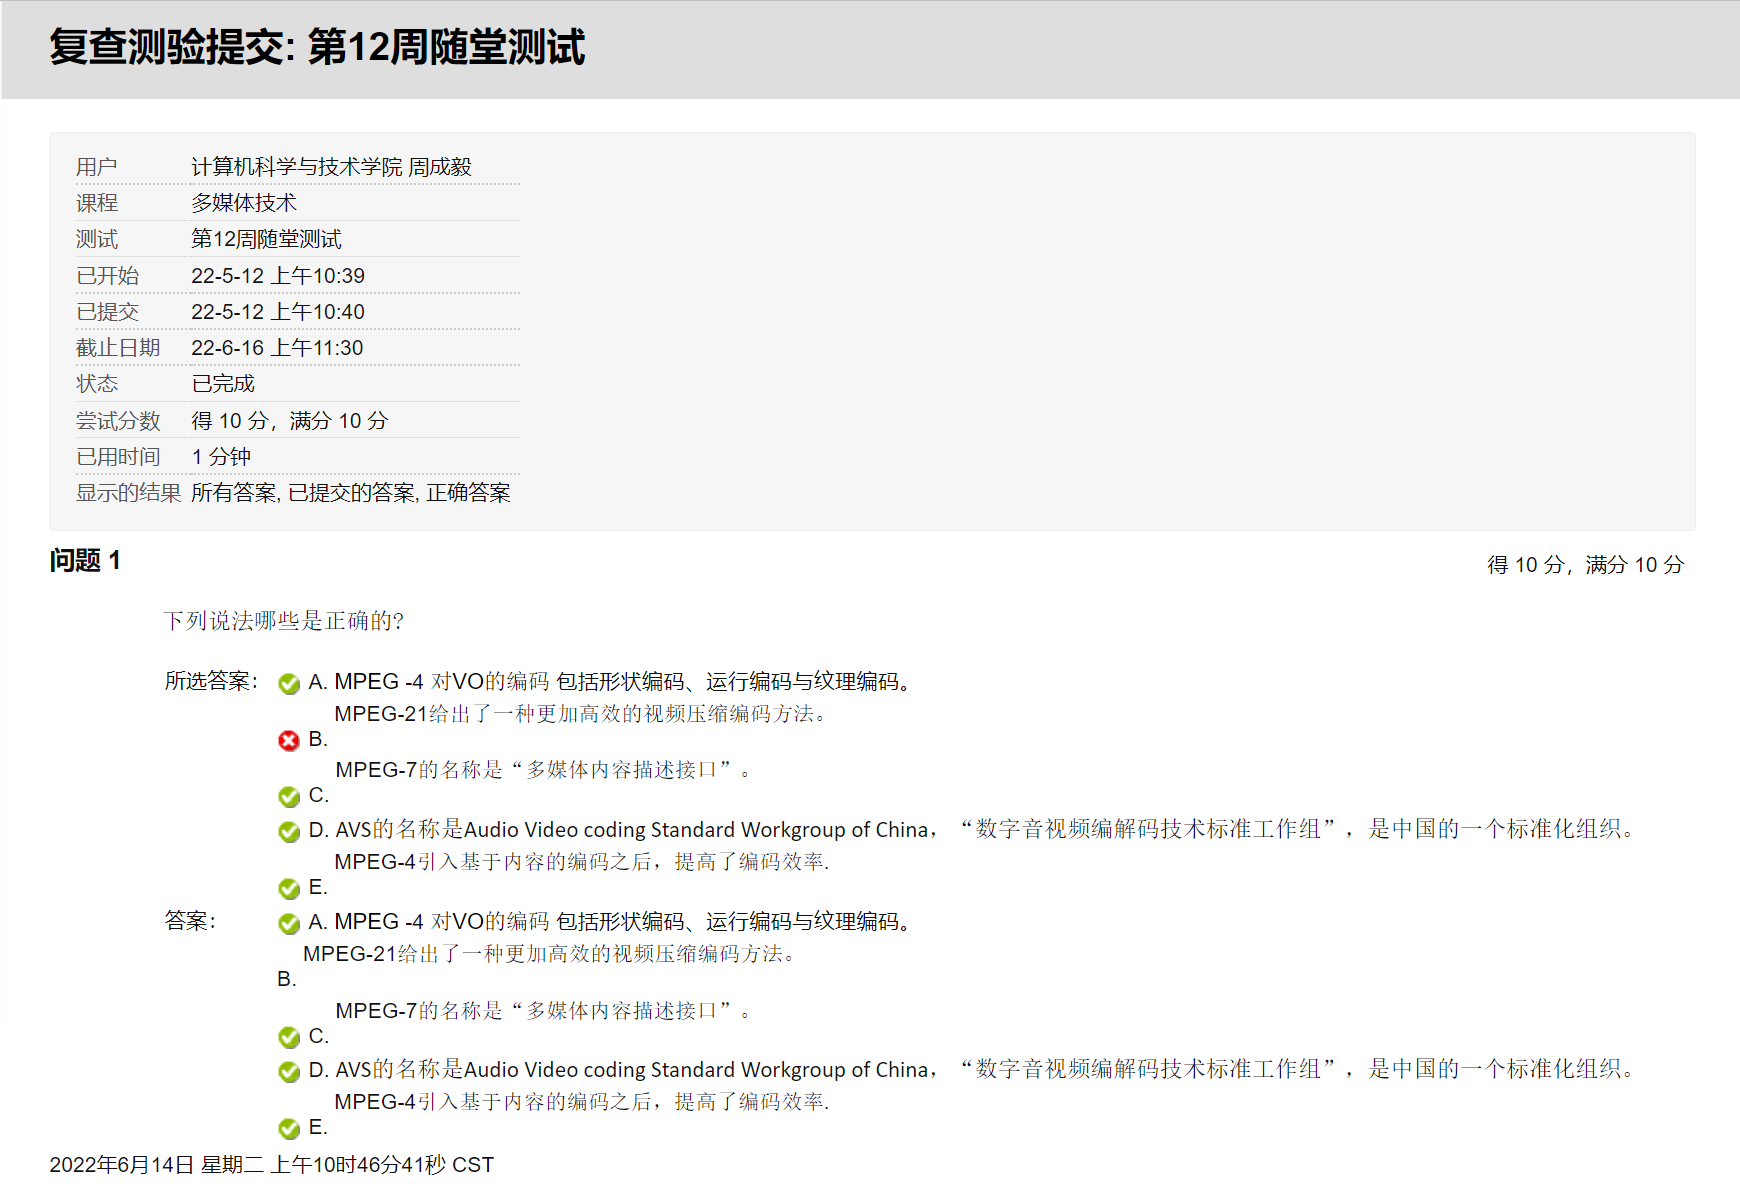 复查测验提交: 第12周随堂测试
用户 计算机科学与技术学院 周成毅
课程 多媒体技术
测试 第12周随堂测试
已开始 22-5-12 上午10:39
已提交 22-5-12 上午10:40
截止日期 22-6-16 上午11:30
状态 已完成
尝试分数 得 10 分，满分 10 分
已用时间 1 分钟
显示的结果 所有答案, 已提交的答案, 正确答案
问题 1 得 10 分，满分 10 分
下列说法哪些是正确的?
所选答案： A. MPEG -4 对VO的编码 包括形状编码、运行编码与纹理编码。
MPEG-21给出了一种更加高效的视频压缩编码方法。
B.
MPEG-7的名称是“多媒体内容描述接口”。
C.
D. AVS的名称是Audio Video coding Standard Workgroup of China，“数字音视频编解码技术标准工作组”，是中国的一个标准化组织。
MPEG-4引入基于内容的编码之后，提高了编码效率.
E.
答案： A. MPEG -4 对VO的编码 包括形状编码、运行编码与纹理编码。
MPEG-21给出了一种更加高效的视频压缩编码方法。
B.
MPEG-7的名称是“多媒体内容描述接口”。
C.
D. AVS的名称是Audio Video coding Standard Workgroup of China，“数字音视频编解码技术标准工作组”，是中国的一个标准化组织。
MPEG-4引入基于内容的编码之后，提高了编码效率.
E.
2022年6月14日 星期二 上午10时46分41秒 CST